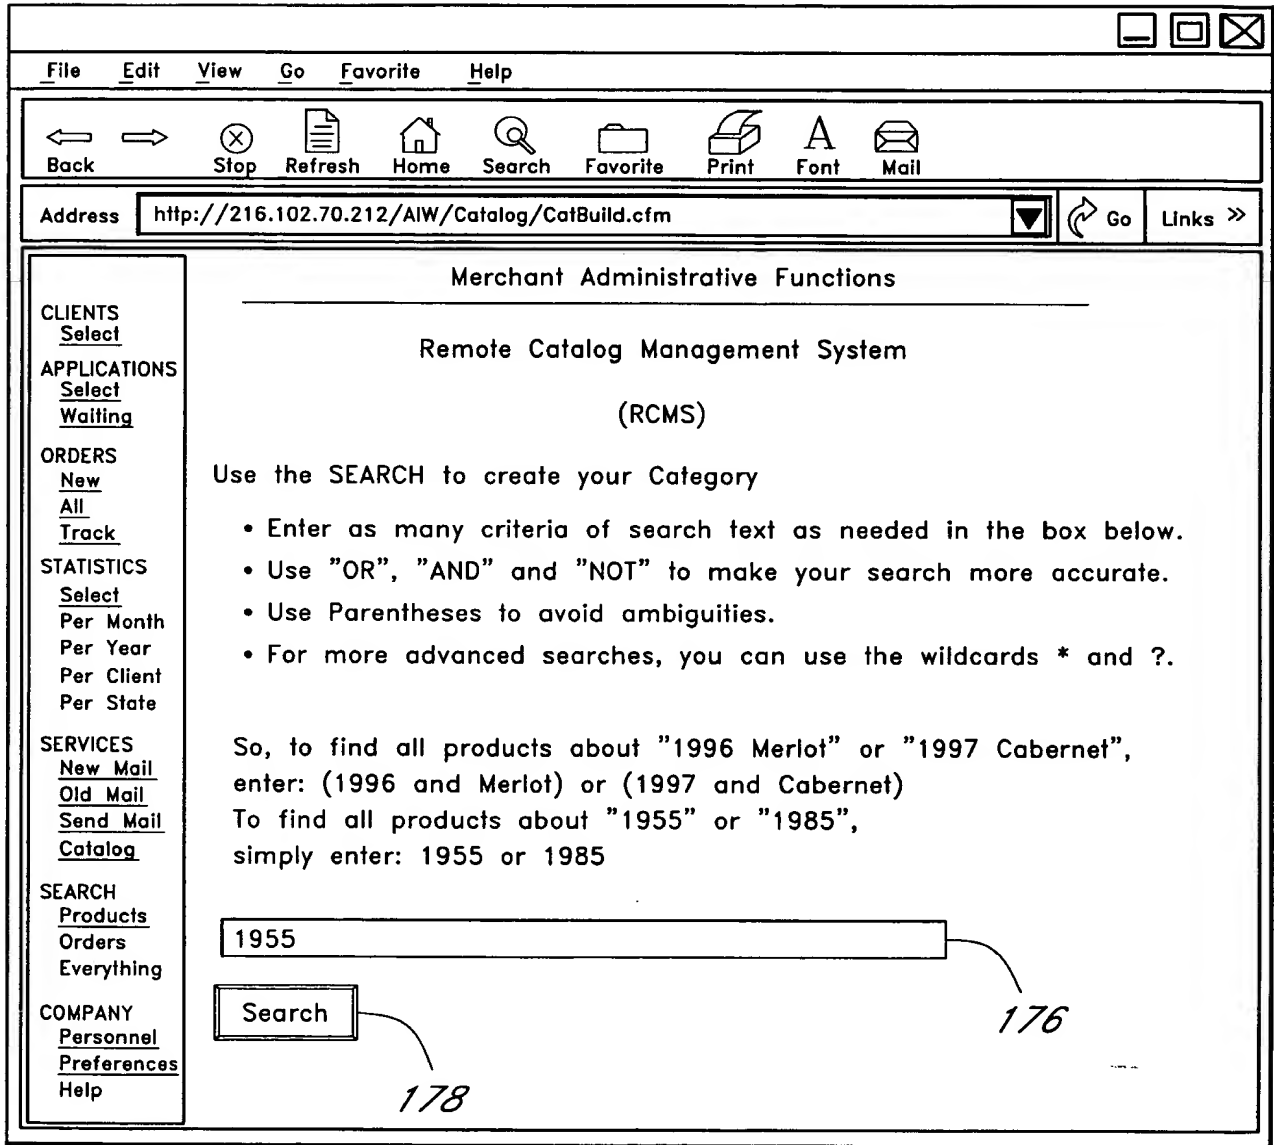 File Edit View Go Favorite Help
Back Stop Refresh Home Search Favorite Print A Font Mail
Address http://216.102.70.212/AIW/Catalog/CatBuild.cfm Go Links »
CLIENTS
Select
APPLICATIONS
Select
Waiting
ORDERS
New
All
Track
STATISTICS
Select
Per Month
Per Year
Per Client
Per State
SERVICES
New Mail
Old Mail
Send Mail
Catalog
SEARCH
Products
Orders
Everything
COMPANY
Personnel
Preferences
Help
Merchant Administrative Functions
Remote Catalog Management System
(RCMS)
Use the SEARCH to create your Category
• Enter as many criteria of search text as needed in the box below.
• Use "OR", "AND" and "NOT" to make your search more accurate.
• Use Parentheses to avoid ambiguities.
• For more advanced searches, you can use the wildcards * and ?.
So, to find all products about "1996 Merlot" or "1997 Cabernet",
enter: (1996 and Merlot) or (1997 and Cabernet)
To find all products about "1955" or "1985",
simply enter: 1955 or 1985
1955
176
Search
178